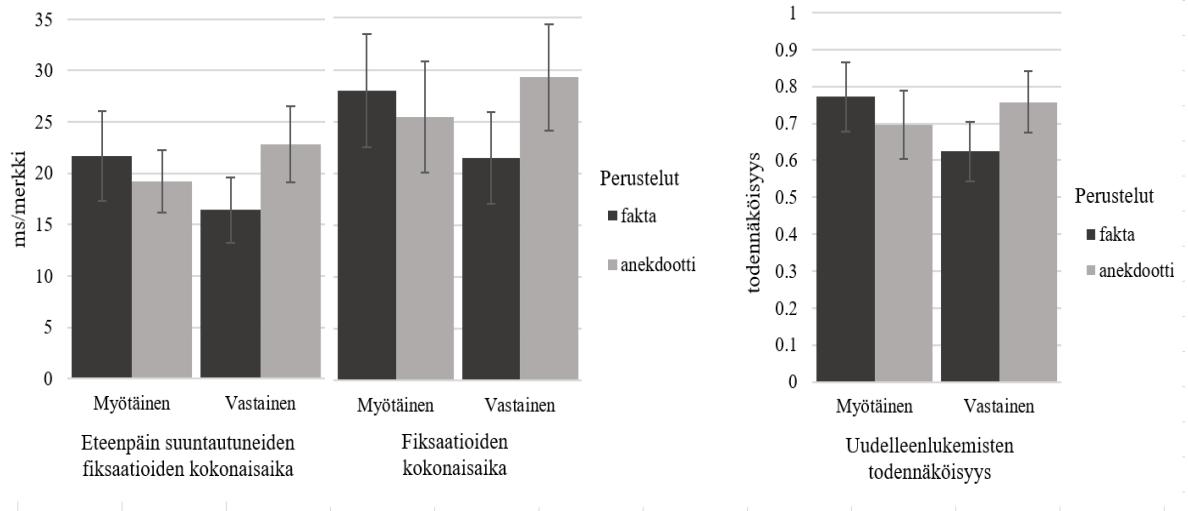 35
30
25
20
15
10
5
0
ms/merkki
Myötäinen
Vastainen
Eteenpäin suuntautuneiden
fiksaatioiden kokonaisaika
Myötäinen
Vastainen
Fiksaatioiden
kokonaisaika
Perustelut
fakta
anekdootti
1
0.9
0.8
0.7
0.6
0.5
0.4
0.3
0.2
0.1
0
todennäköisyys
Myötäinen
Vastainen
Uudelleenlukemisten
todennäköisyys
Perustelut
fakta
anekdootti